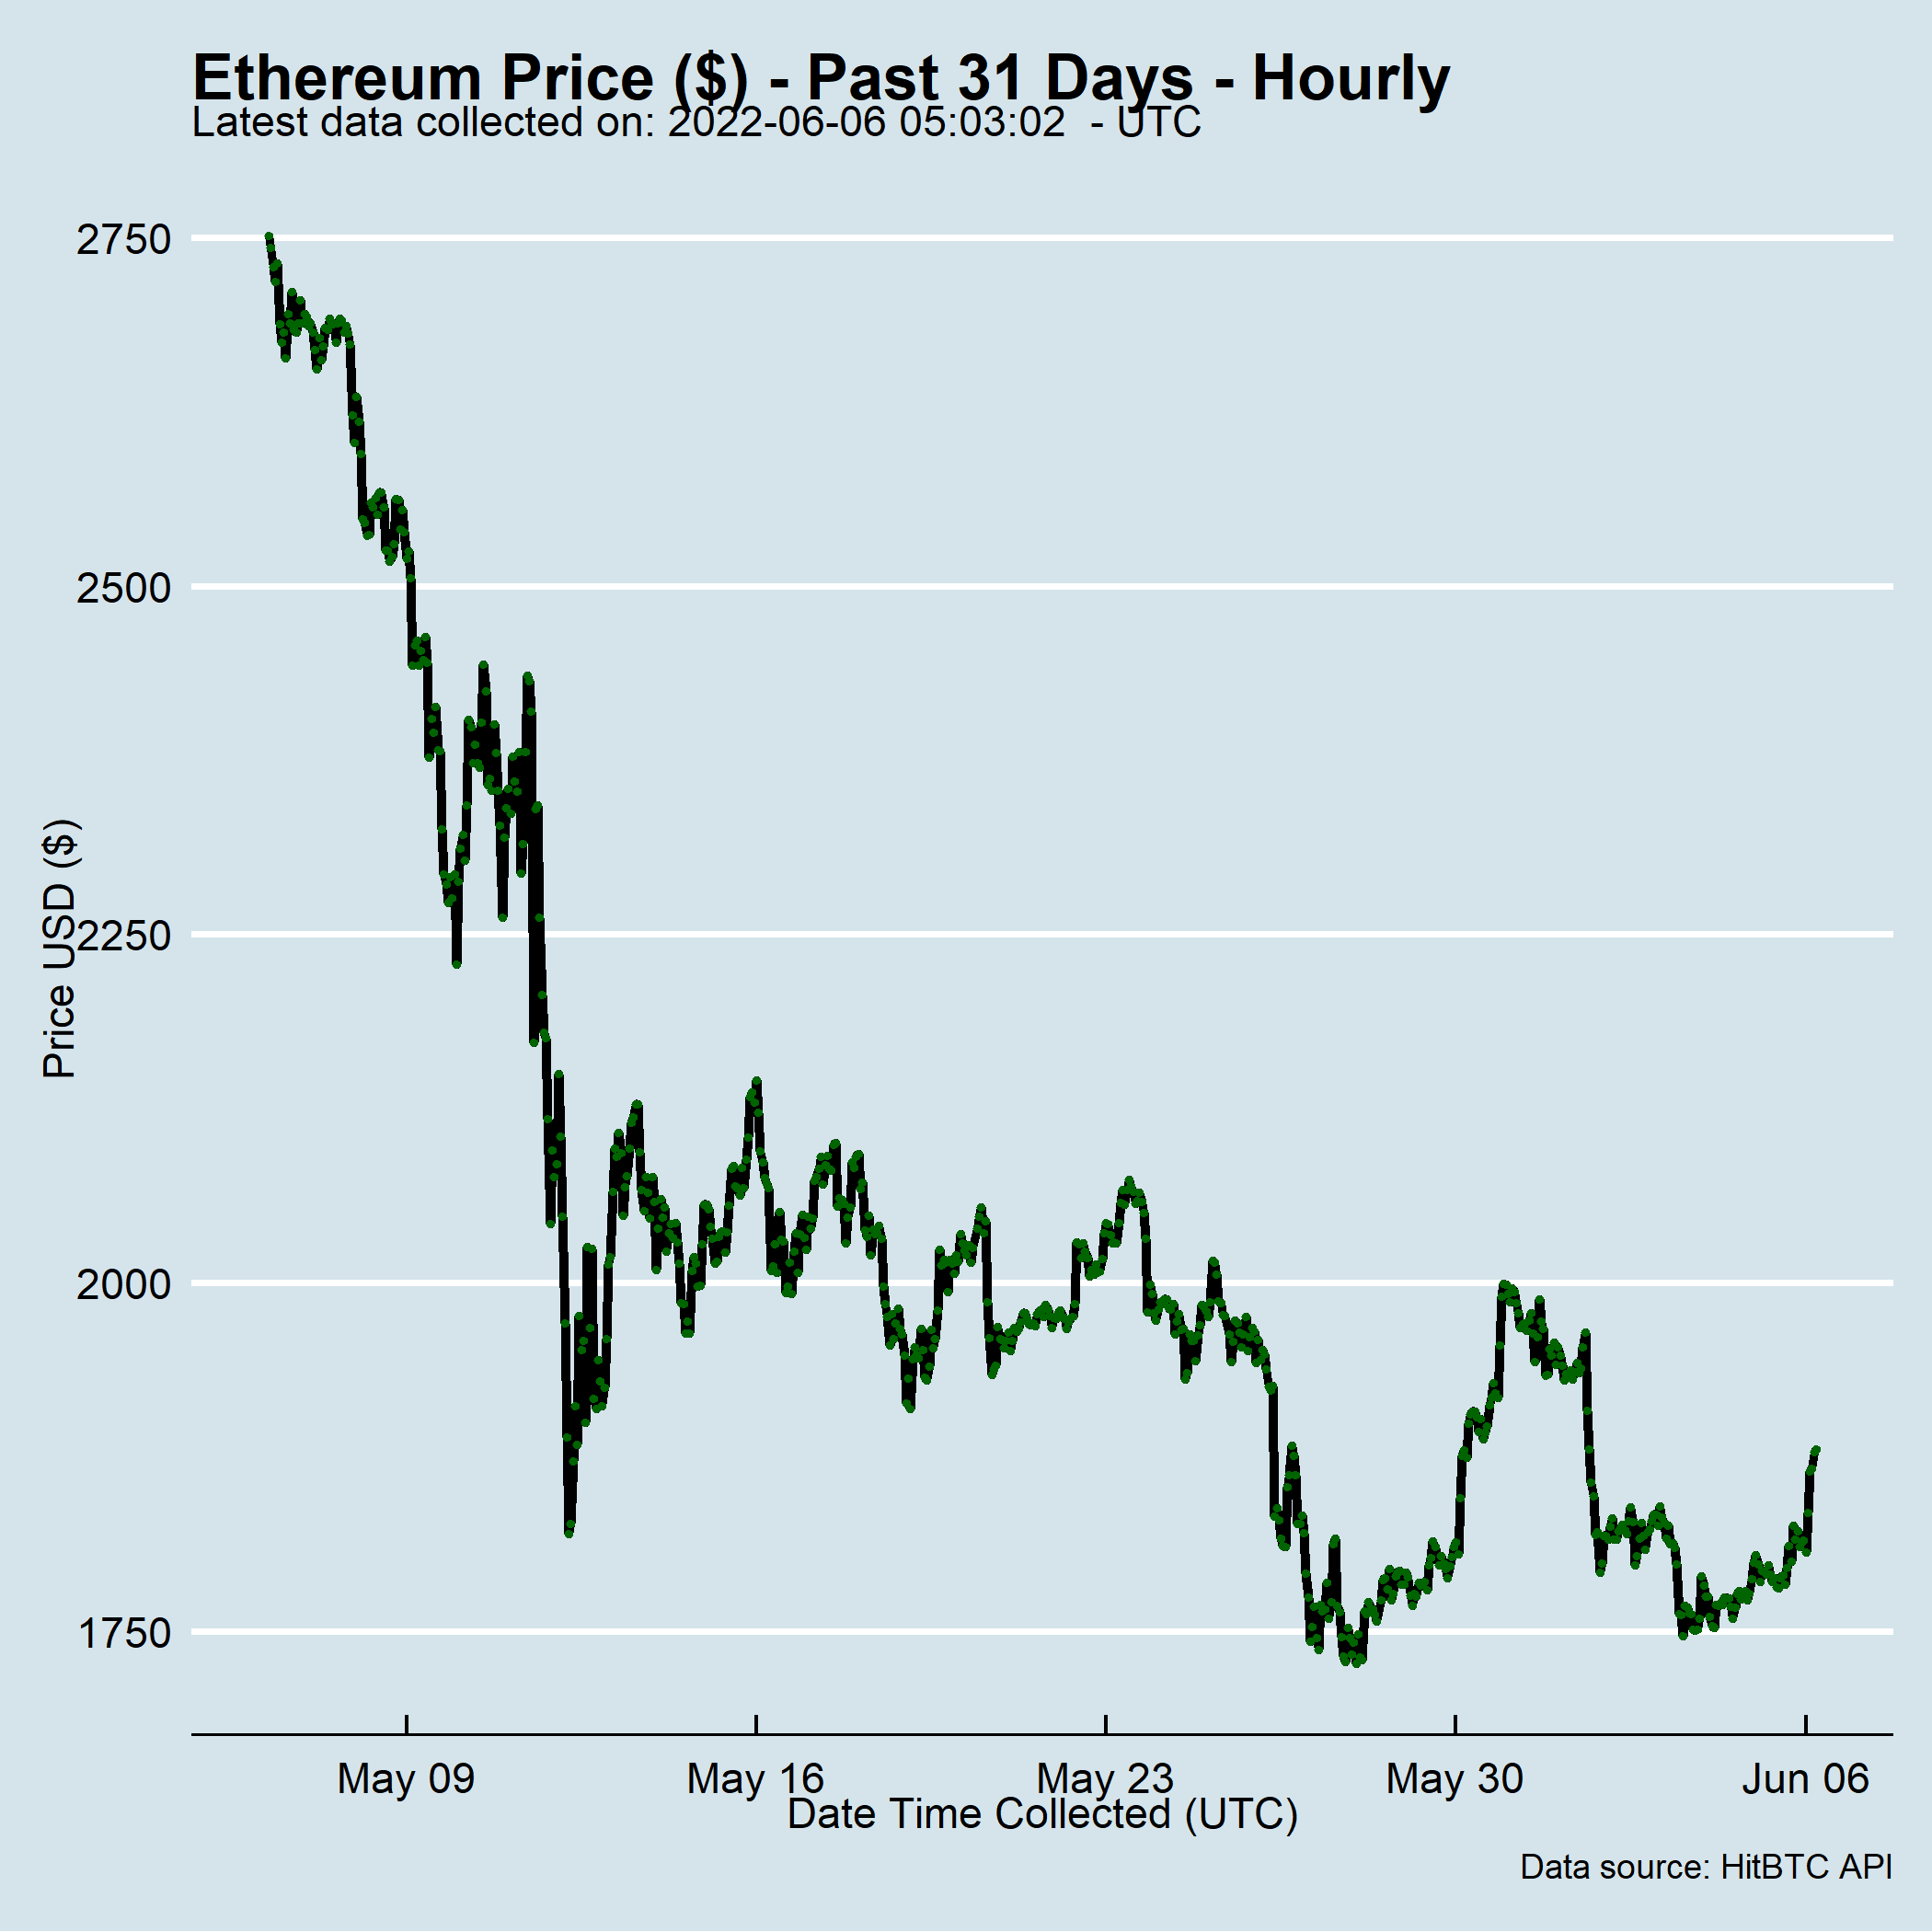 Ethereum Price ($) - Past 31 Days - Hourly
Latest data collected on: 2022-06-06 05:03:02  - UTC
2750
2500
2250
2000
1750
Price USD ($)
May 09
May 16
May 23
May 30
Jun 06
Date Time Collected (UTC)
Data source: HitBTC API